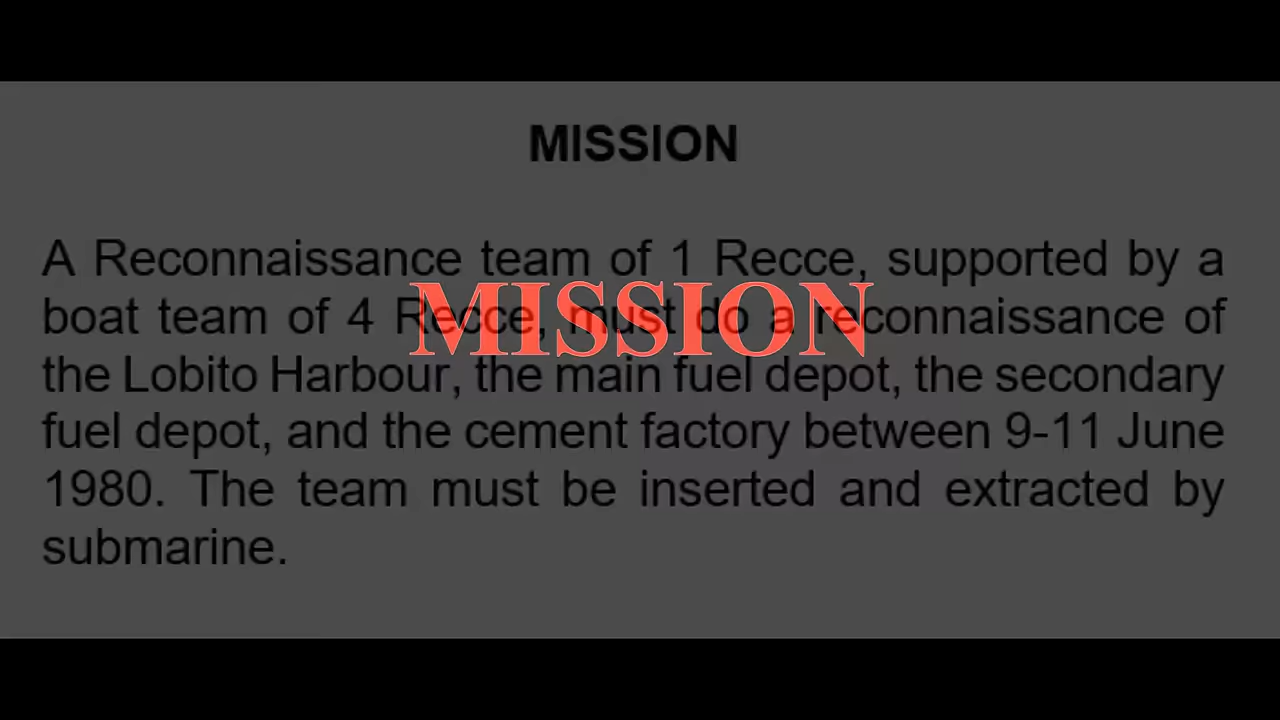 MISSION
A Reconnaissance team of 1 Recce, supported by a
MISSION
boat team of 4 Recce, must do a reconnaissance of
the Lobito Harbour, the main fuel depot, the secondary
fuel depot, and the cement factory between 9-11 June
1980. The team must be inserted and extracted by
submarine.